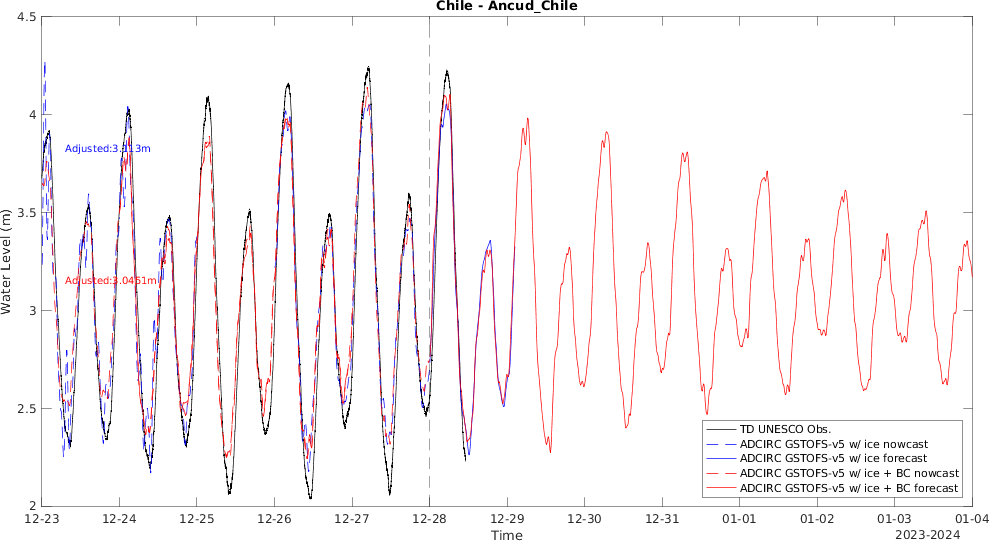 Chile - Ancud_Chile
4.5
4
3.5
3
2.5
2
Water Level (m)
Adjusted:3.0461m
12-23
12-24
12-25
12-26
12-27
12-28
12-29
12-30
12-31
01-01
01-02
01-03
01-04
Time
2023-2024
TD UNESCO Obs.
ADCIRC GSTOFS-v5 w/ ice nowcast
ADCIRC GSTOFS-v5 w/ ice forecast
ADCIRC GSTOFS-v5 w/ ice + BC nowcast
ADCIRC GSTOFS-v5 w/ ice + BC forecast